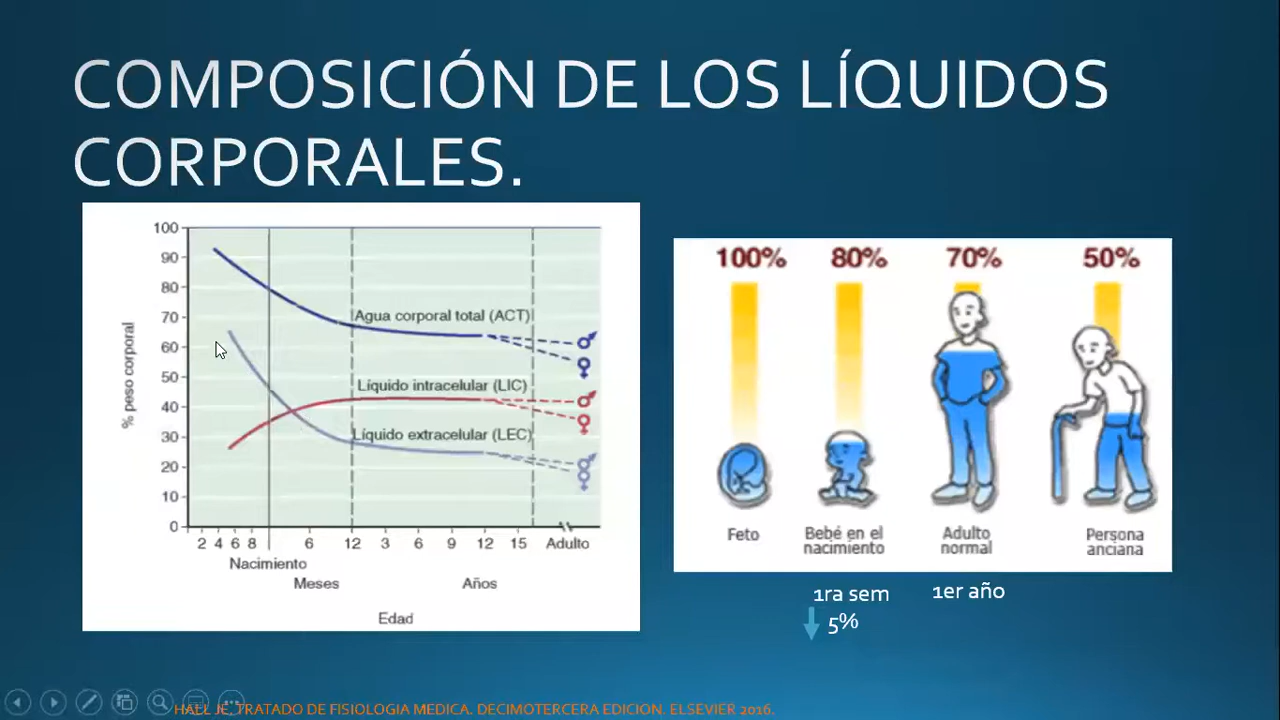 COMPOSICIÓN DE LOS LÍQUIDOS
CORPORALES.
100
90
80
70
60
50
40
30
20
10
0
% peso corporal
Agua corporal total (ACT)
Líquido intracelular (LIC)
Líquido extracelular (LEC)
2 4 6 8 6 12 3 6 9 12 15 Adulto
Nacimiento
Meses Años
Edad
100% 80% 70% 50%
Feto
Bebé en el
nacimiento
Adulto
normal
Persona
anciana
1ra sem
5%
1er año
HALL JE. TRATADO DE FISIOLOGIA MEDICA. DECIMOTERCERA EDICION. ELSEVIER 2016.